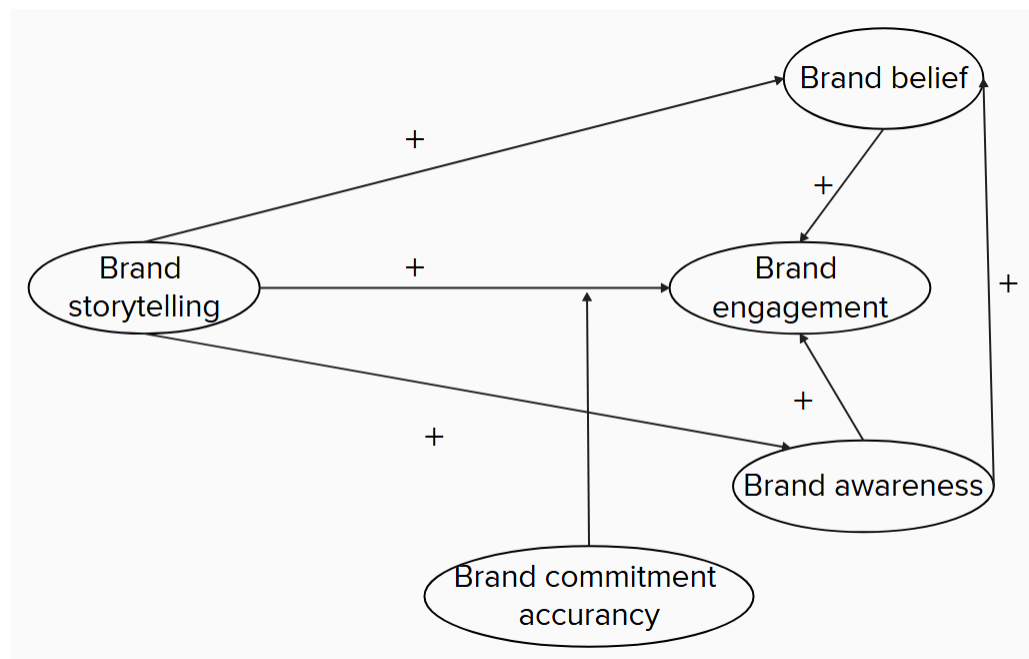 Brand belief
+
+
Brand
storytelling
+
Brand
engagement
+
+
+
Brand awareness
Brand commitment
accurancy